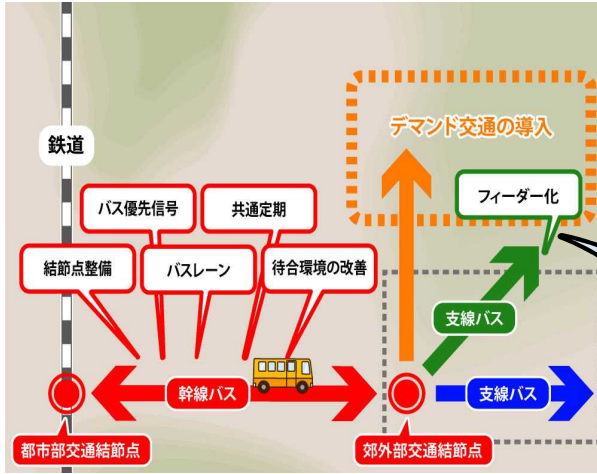 デマンド交通の導入
鉄道
フィーダー化
バス優先信号
共通定期
結節点整備
バスレーン
待合環境の改善
支線バス
幹線バス
支線バス
都市部交通結節点
郊外部交通結節点